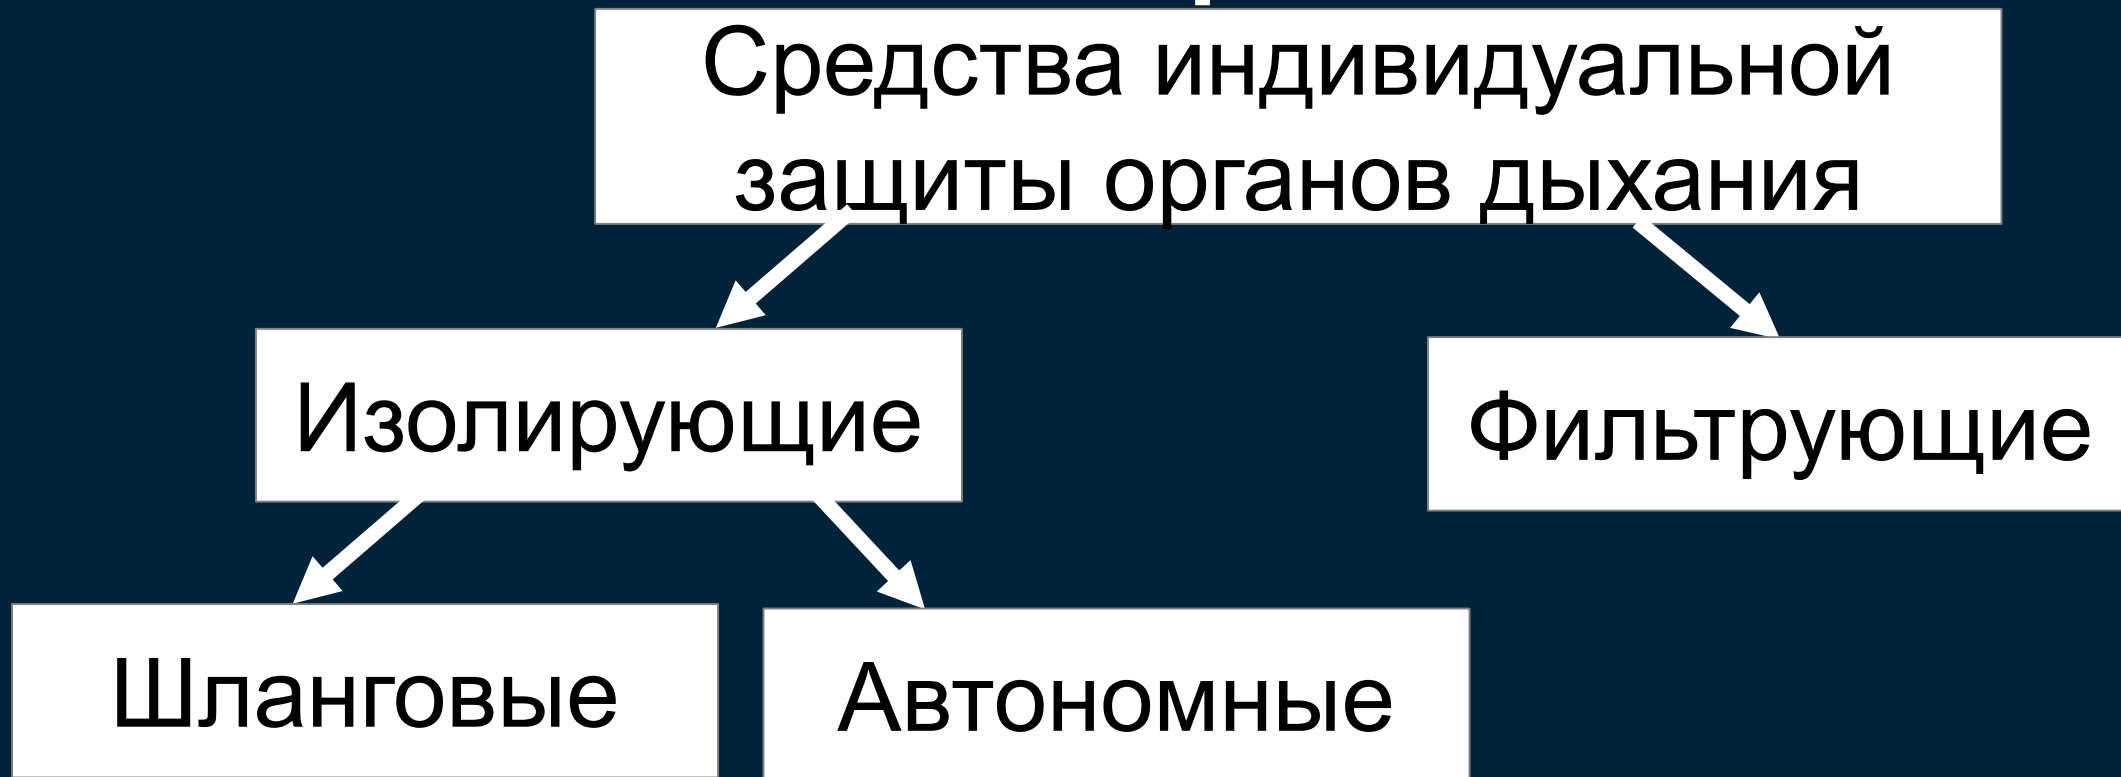 Средства индивидуальной
защиты органов дыхания
Изолирующие
Фильтрующие
Шланговые
Автономные